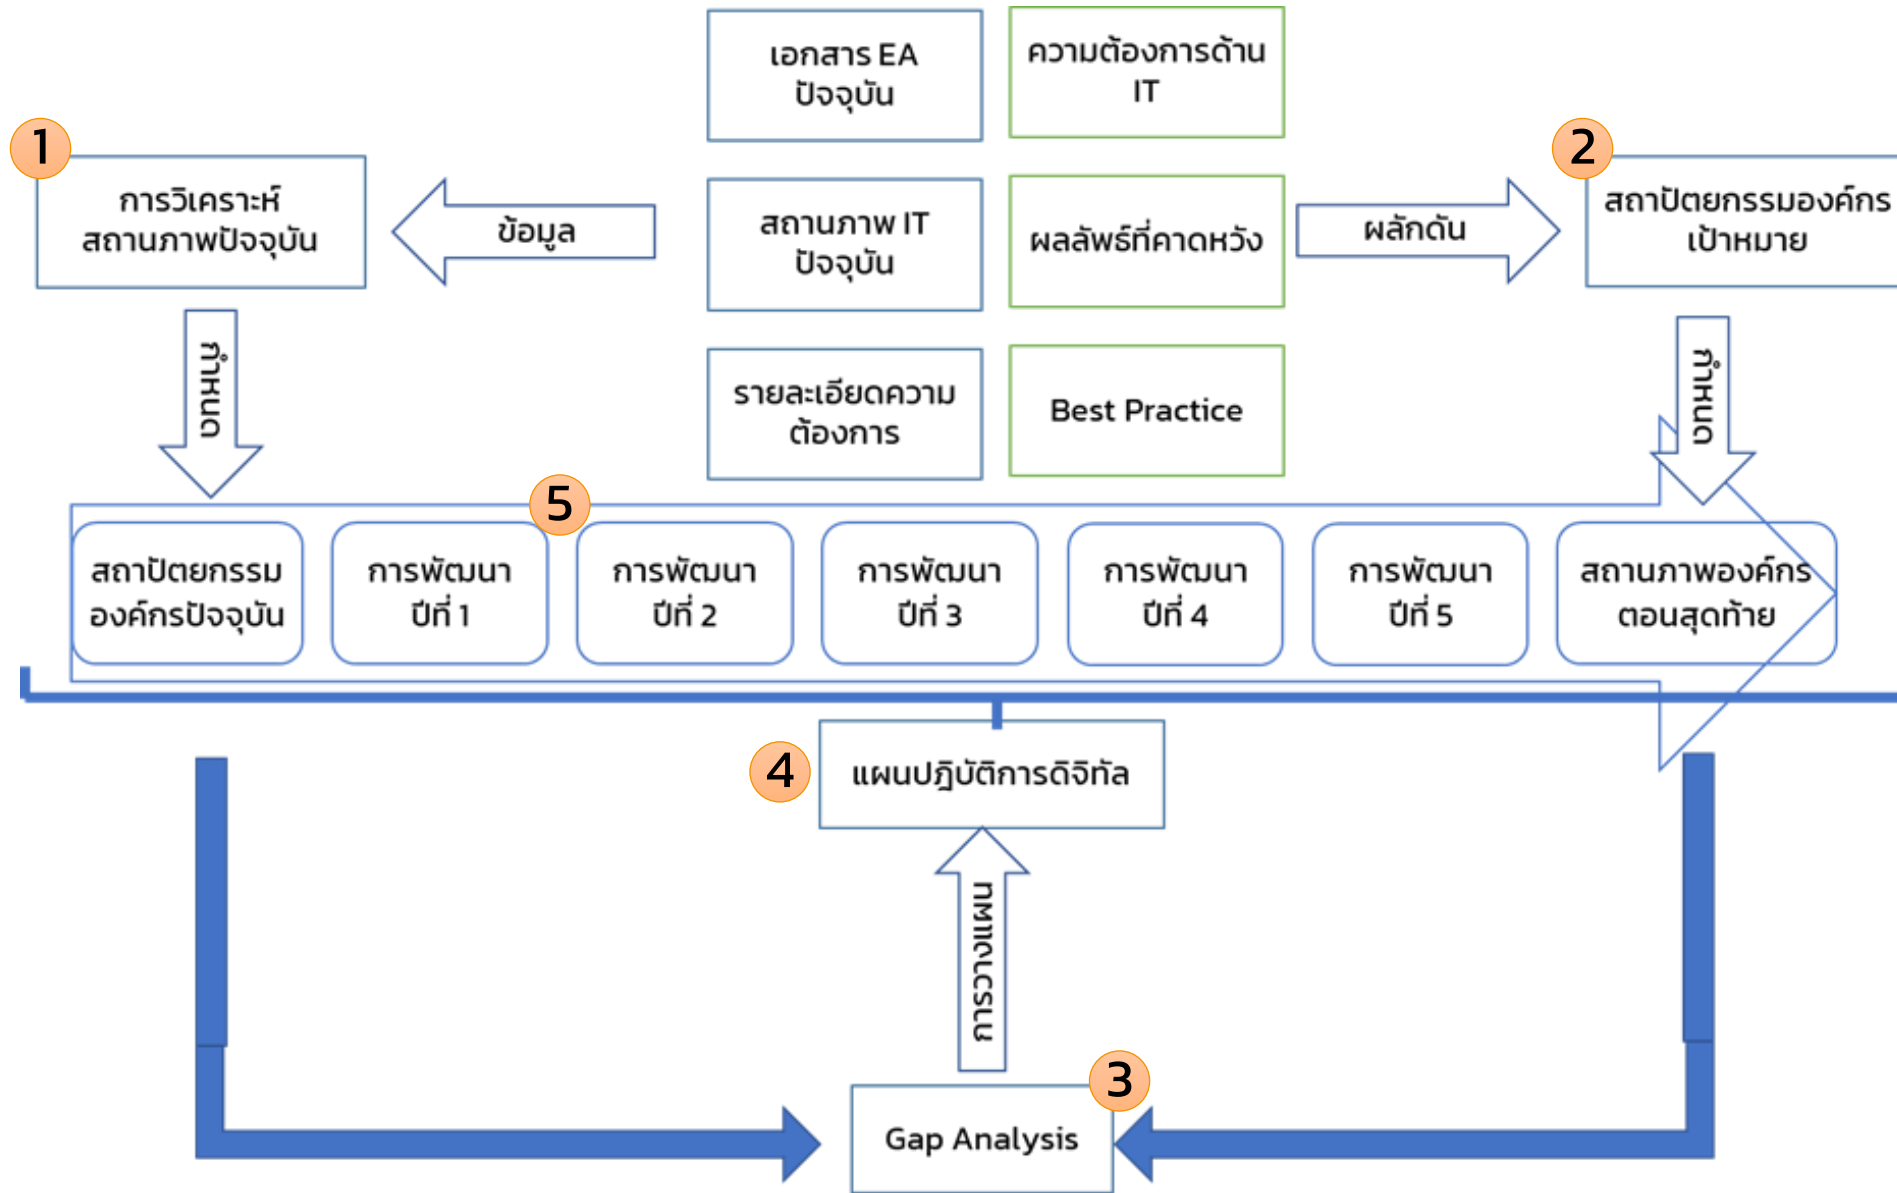 เอกสาร EA
ปัจจุบัน
ความต้องการด้าน
IT
1
การวิเคราะห์
สถานภาพปัจจุบัน
ข้อมูล
สถานภาพ IT
ปัจจุบัน
ผลลัพธ์ที่คาดหวัง
ผลักดัน
2
สถาปัตยกรรมองค์กร
เป้าหมาย
กำหนด
รายละเอียดความ
ต้องการ
Best Practice
กำหนด
5
สถาปัตยกรรม
องค์กรปัจจุบัน
การพัฒนา
ปีที่ 1
การพัฒนา
ปีที่ 2
การพัฒนา
ปีที่ 3
การพัฒนา
ปีที่ 4
การพัฒนา
ปีที่ 5
สถานภาพองค์กร
ตอนสุดท้าย
4
แผนปฎิบัติการดิจิทัล
การวางแพท
3
Gap Analysis